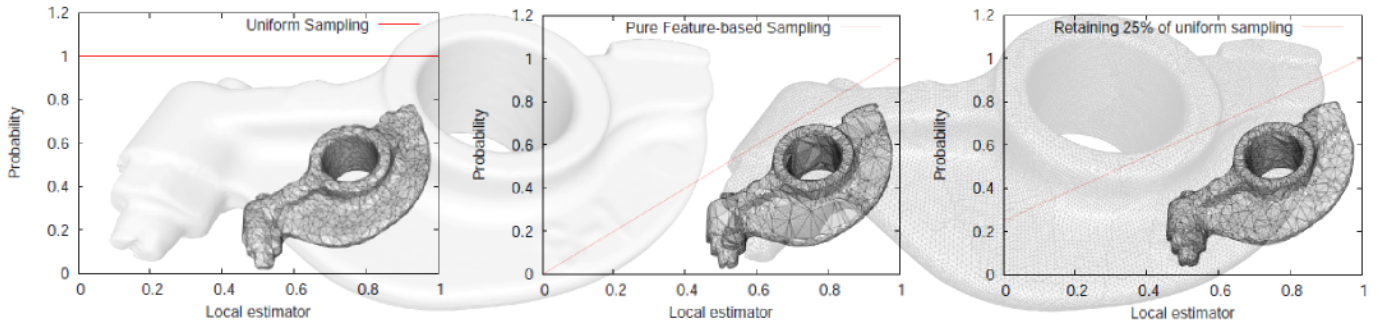 1.2
Uniform Sampling
1
0.8
0.6
0.4
0.2
0
Probability
0 0.2 0.4 0.6 0.8 1
Local estimator
1.2
Pure Feature-based Sampling
1
0.8
0.6
0.4
0.2
0
Probability
0 0.2 0.4 0.6 0.8 1
Local estimator
1.2
Retaining 25% of uniform sampling
1
0.8
0.6
0.4
0.2
0
Probability
0 0.2 0.4 0.6 0.8 1
Local estimator